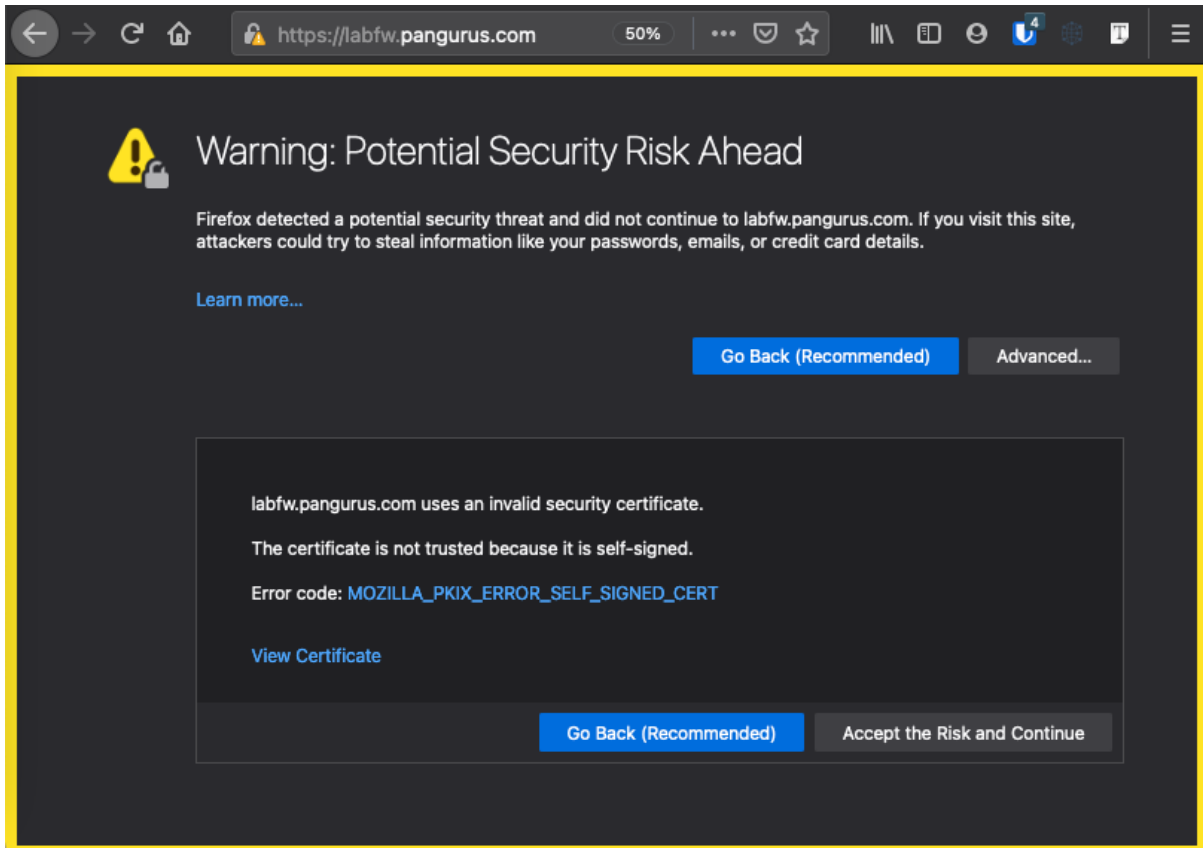 https://labfw.pangurus.com
50%
4
T
Warning: Potential Security Risk Ahead
Firefox detected a potential security threat and did not continue to labfw.pangurus.com. If you visit this site,
attackers could try to steal information like your passwords, emails, or credit card details.
Learn more...
Go Back (Recommended)
Advanced...
labfw.pangurus.com uses an invalid security certificate.
The certificate is not trusted because it is self-signed.
Error code: MOZILLA_PKIX_ERROR_SELF_SIGNED_CERT
View Certificate
Go Back (Recommended)
Accept the Risk and Continue